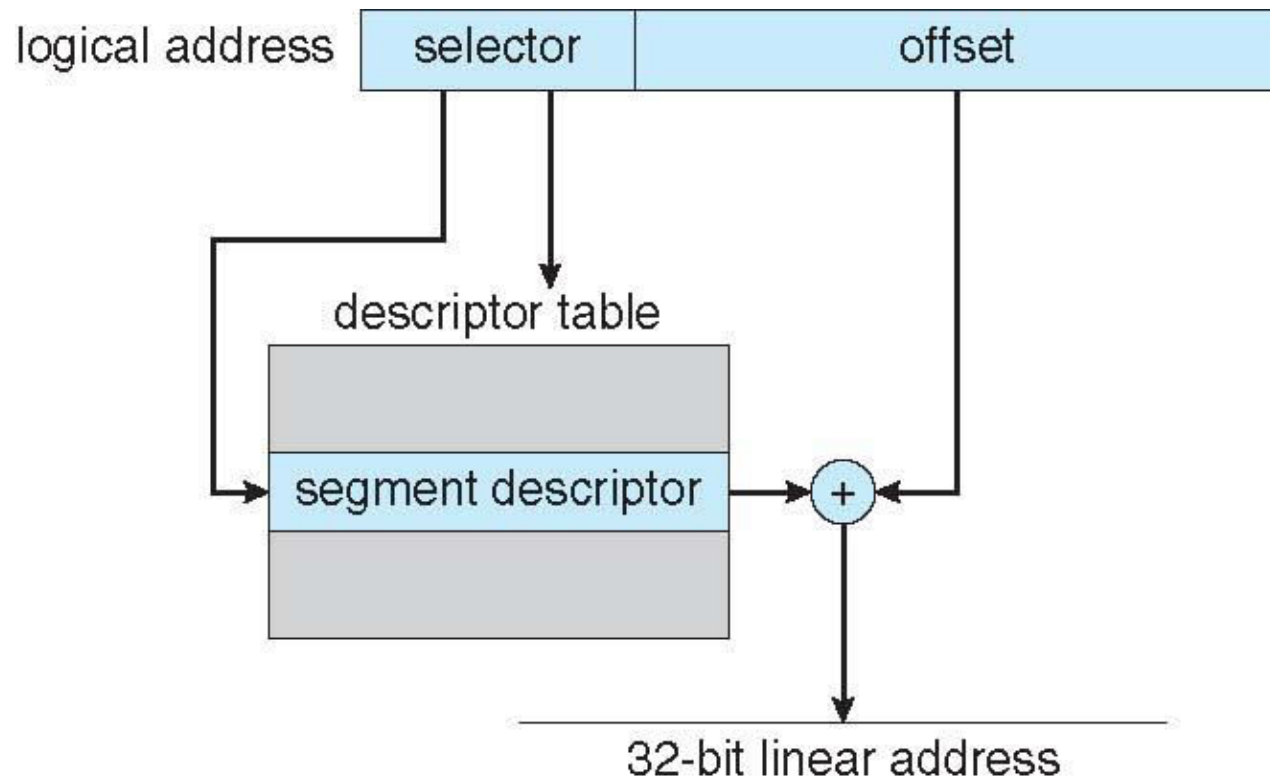 logical address selector offset
descriptor table
segment descriptor +
32-bit linear address